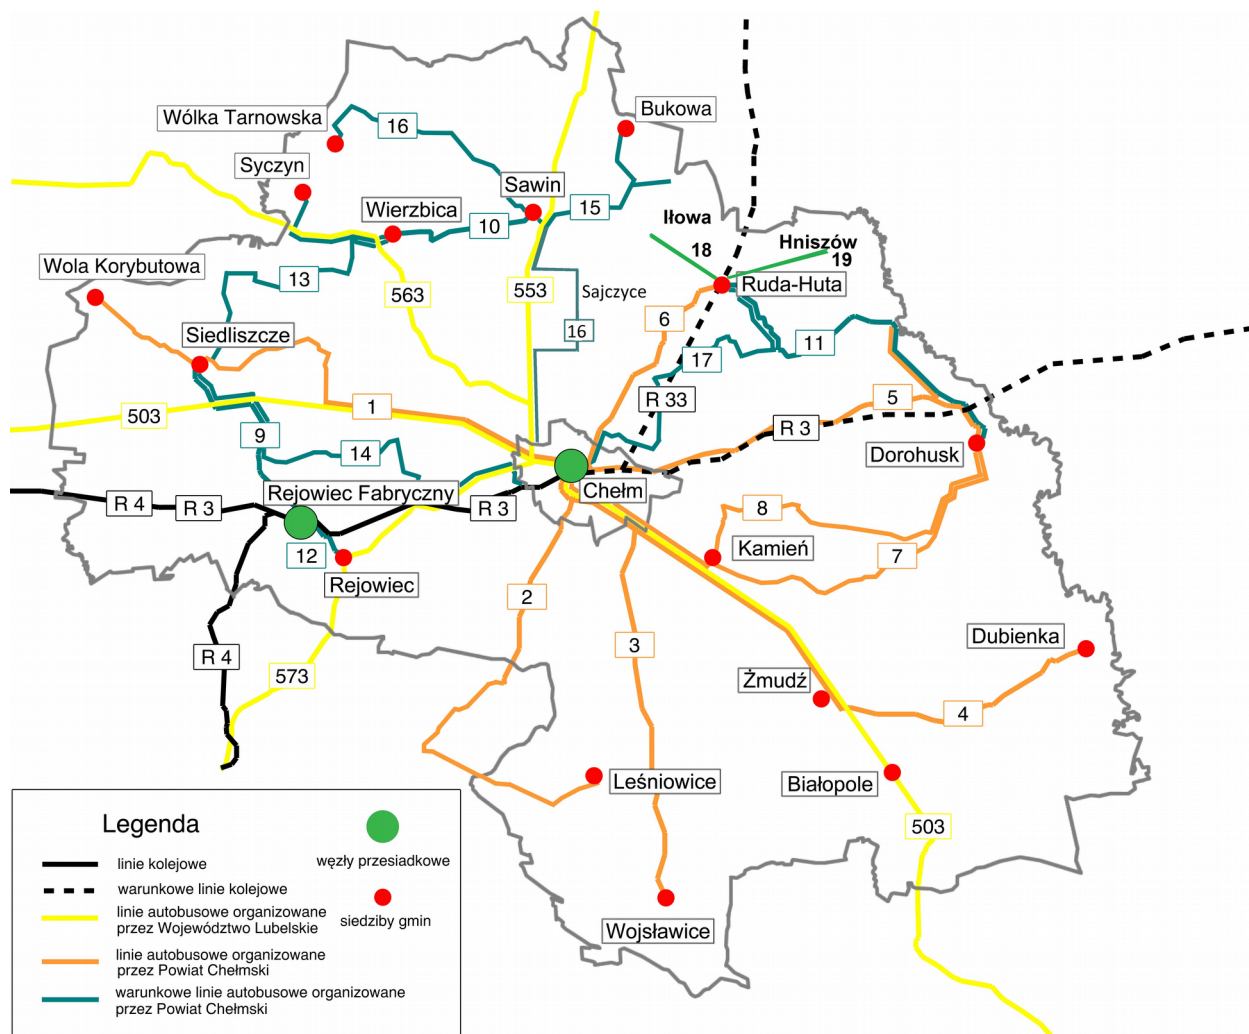 Wólka Tarnowska
16
Bukowa
Syczyn
Sawin
15
Wierzbica
10
Iłowa
18
Hniszów
19
Wola Korybutowa
13
563
553
Sajczyce
Ruda-Huta
6
16
Siedliszcze
17
11
503
1
R 33
5
9
14
R 3
Dorohusk
Rejowiec Fabryczny
Chełm
R 4
R 3
R 3
8
Kamień
7
12
Rejowiec
2
3
Dubienka
R 4
573
Żmudź
4
Leśniowice
Białopole
503
Wojsławice
Legenda
linie kolejowe
warunkowe linie kolejowe
linie autobusowe organizowane
przez Województwo Lubelskie
linie autobusowe organizowane
przez Powiat Chełmski
warunkowe linie autobusowe organizowane
przez Powiat Chełmski
węzły przesiadkowe
siedziby gmin